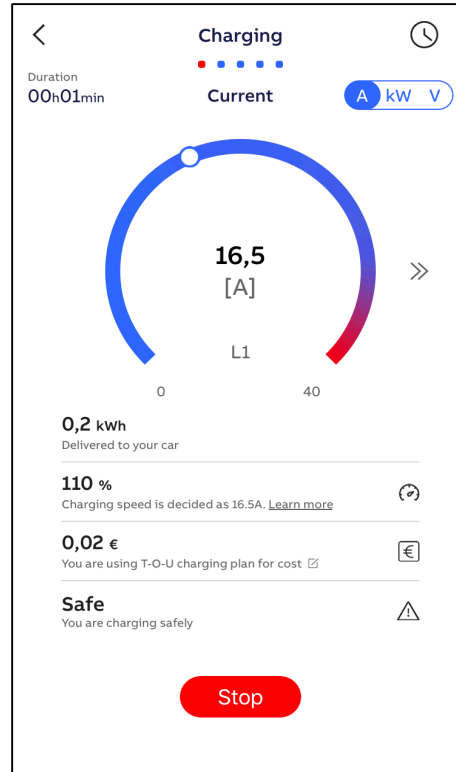 Charging
Duration
00h01min
Current
A kW V
16,5
[A]
L1
0 40
0,2 kWh
Delivered to your car
110 %
Charging speed is decided as 16.5A. Learn more
0,02 €
You are using T-O-U charging plan for cost
€
Safe
You are charging safely
Stop